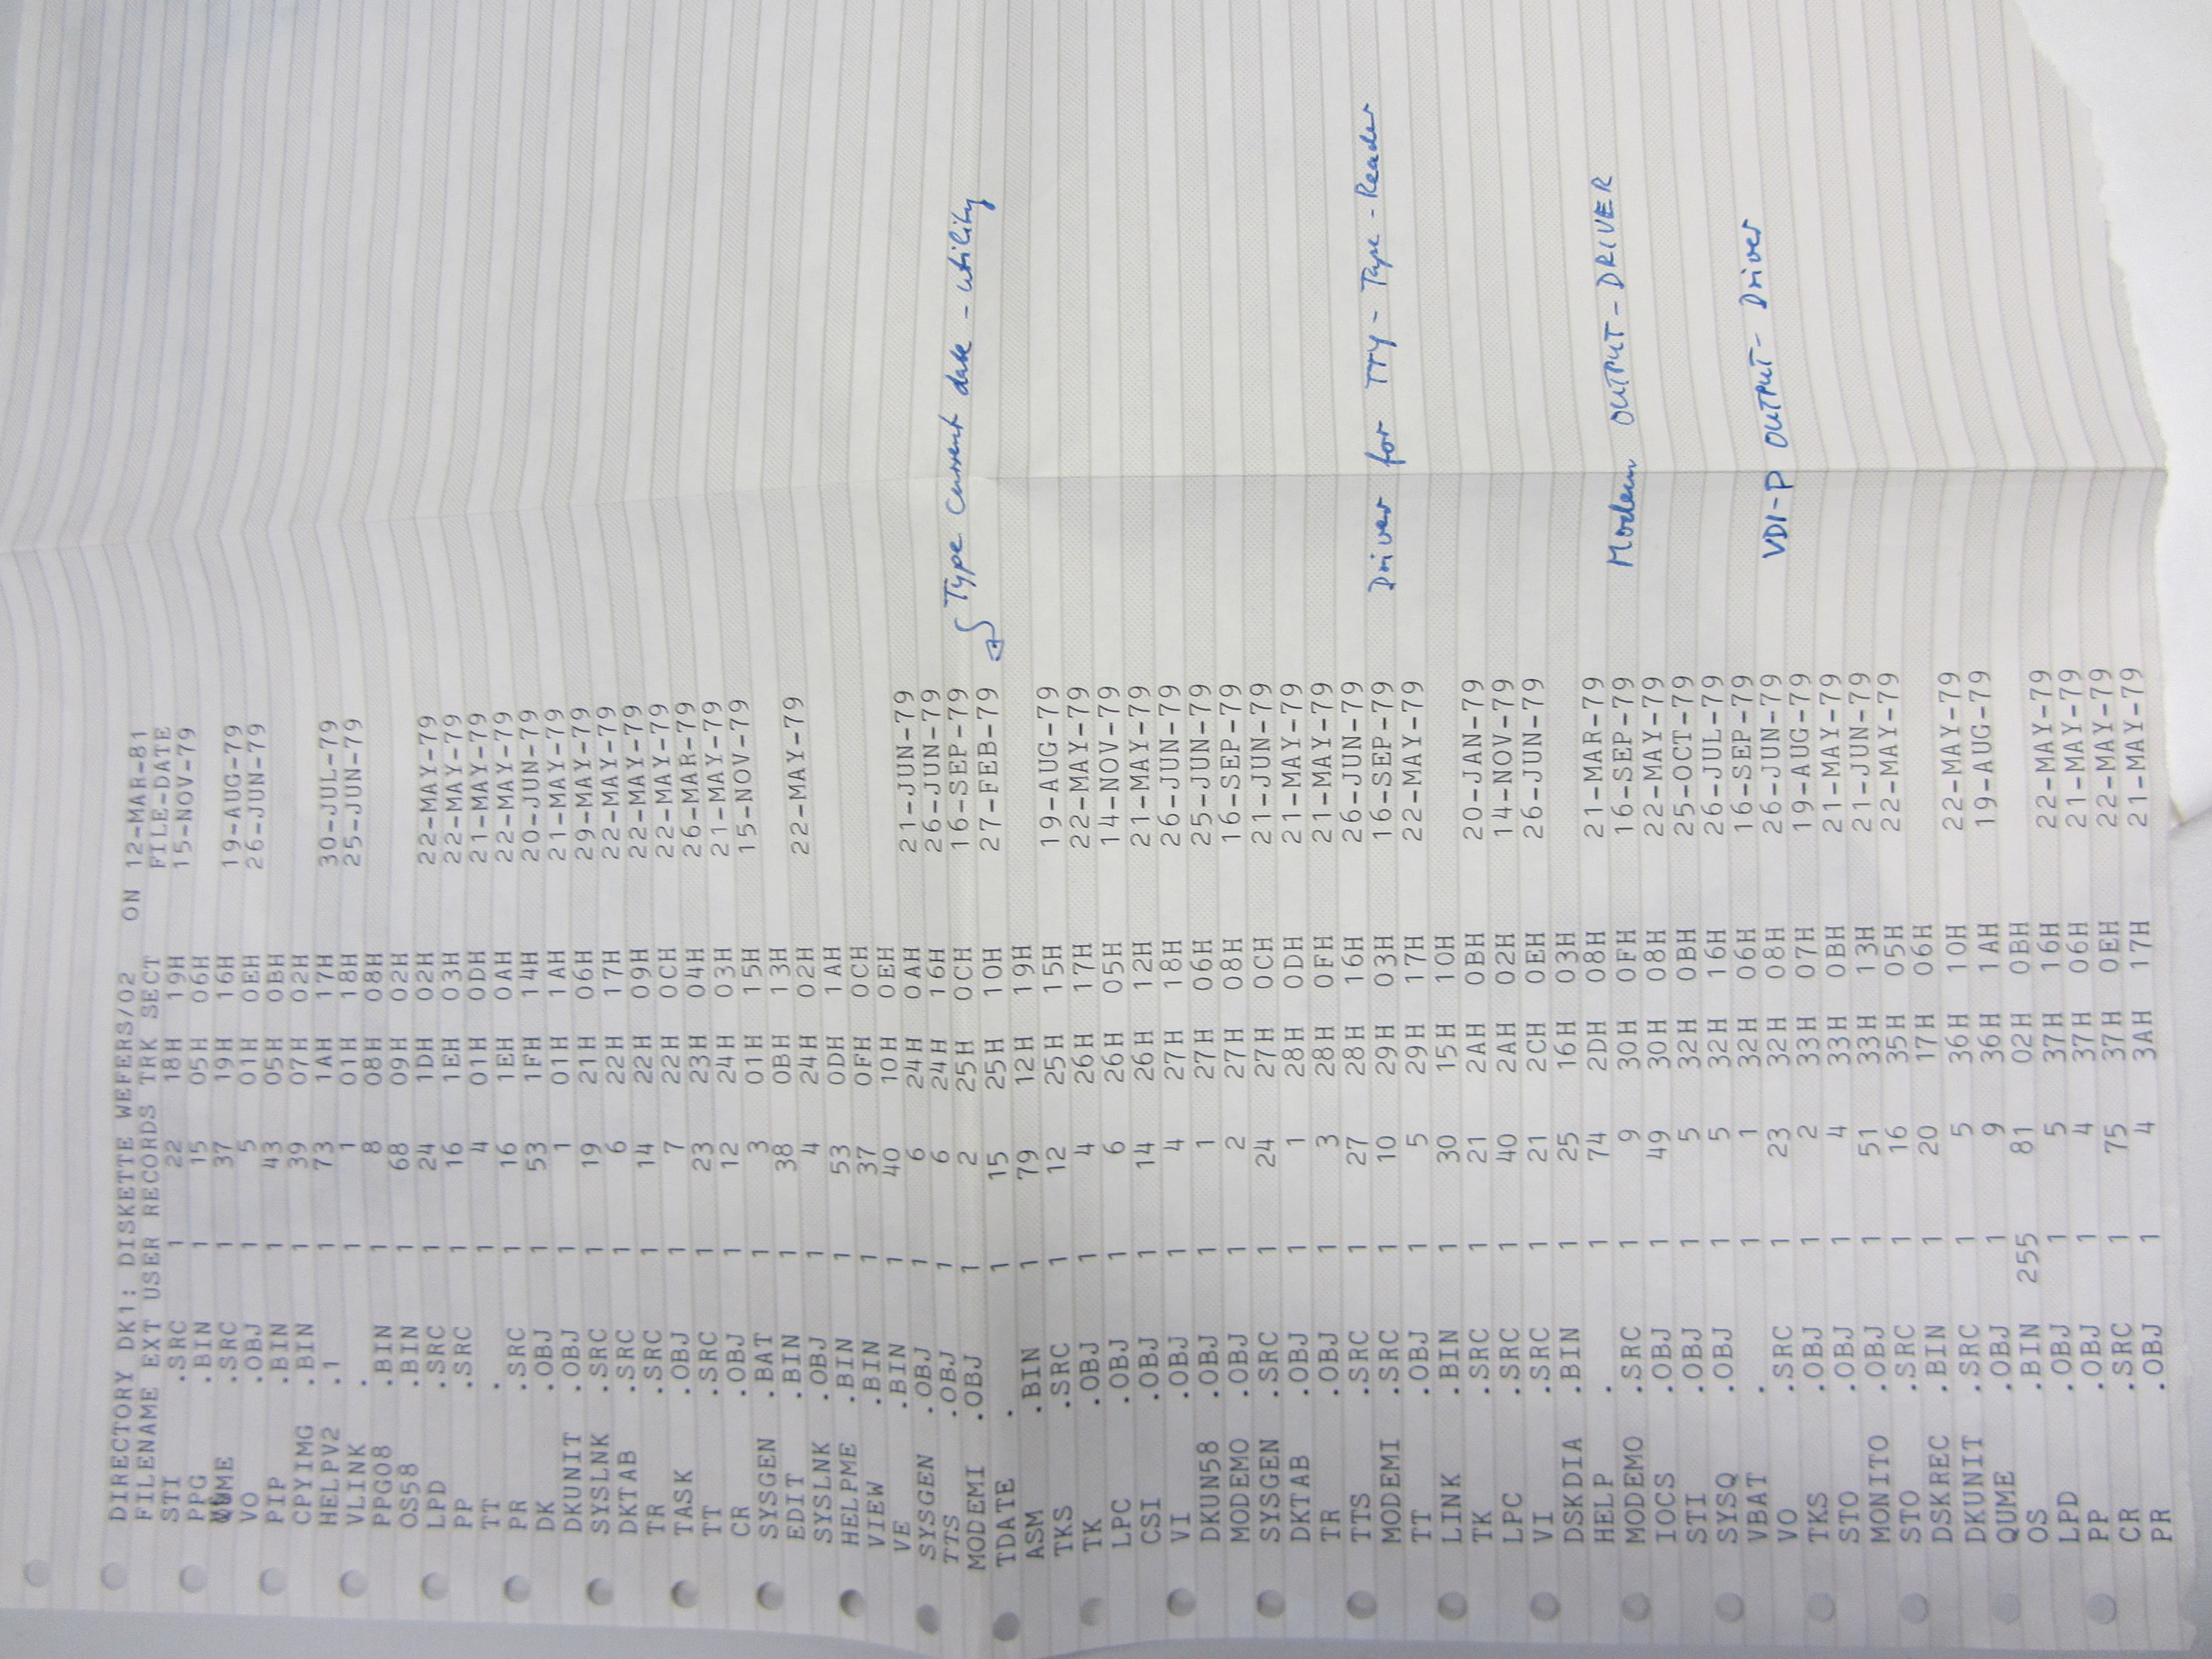 DIRECTORY DK1: DISKETTE WEFERS/02 ON 12-MAR-81
FILENAME EXT USER RECORDS TRK SECT FILE-DATE
STI .SRC 1 22 18H 19H 15-NOV-79
PPG .BIN 1 15 05H 06H
QUME .SRC 1 37 19H 16H 19-AUG-79
VO .OBJ 1 5 01H 0EH 26-JUN-79
PIP .BIN 1 43 05H 0BH
CPYIMG .BIN 1 39 07H 02H
HELPV2 .1 1 73 1AH 17H 30-JUL-79
VLINK . 1 1 01H 18H 25-JUN-79
PPGO8 .BIN 1 8 08H 08H
OS58 .BIN 1 68 09H 02H
LPD .SRC 1 24 1DH 02H 22-MAY-79
PP .SRC 1 16 1EH 03H 22-MAY-79
TT . 1 4 01H 0DH 21-MAY-79
PR .SRC 1 16 1EH 0AH 22-MAY-79
DK .OBJ 1 53 1FH 14H 20-JUN-79
DKUNIT .OBJ 1 1 01H 1AH 21-MAY-79
SYSLNK .SRC 1 19 21H 06H 29-MAY-79
DKTAB .SRC 1 6 22H 17H 22-MAY-79
TR .SRC 1 14 22H 09H 22-MAY-79
TASK .OBJ 1 7 22H 0CH 22-MAY-79
TT .SRC 1 23 23H 04H 26-MAR-79
CR .OBJ 1 12 24H 03H 21-MAY-79
SYSGEN .BAT 1 3 01H 15H 15-NOV-79
EDIT .BIN 1 38 0BH 13H
SYSLNK .OBJ 1 4 24H 02H 22-MAY-79
HELPME .BIN 1 53 0DH 1AH
VIEW .BIN 1 37 0FH 0CH
VE .BIN 1 40 10H 0EH
SYSGEN .OBJ 1 6 24H 0AH 21-JUN-79
TTS .OBJ 1 6 24H 16H 26-JUN-79
MODEMI .OBJ 1 2 25H 0CH 16-SEP-79
TDATE . 1 15 25H 10H 27-FEB-79 Type Current date - utility
ASM .BIN 1 79 12H 19H
TKS .SRC 1 12 25H 15H 19-AUG-79
TK .OBJ 1 4 26H 17H 22-MAY-79
LPC .OBJ 1 6 26H 05H 14-NOV-79
CSI .OBJ 1 14 26H 12H 21-MAY-79
VI .OBJ 1 4 27H 18H 26-JUN-79
DKUN58 .OBJ 1 1 27H 06H 25-JUN-79
MODEMO .OBJ 1 2 27H 08H 16-SEP-79
SYSGEN .SRC 1 24 27H 0CH 21-JUN-79
DKTAB .OBJ 1 1 28H 0DH 21-MAY-79
TR .OBJ 1 3 28H 0FH 21-MAY-79
TTS .SRC 1 27 28H 16H 26-JUN-79
MODEMI .SRC 1 10 29H 03H 16-SEP-79 Driver for TTY - Tape - Reader
TT .OBJ 1 5 29H 17H 22-MAY-79
LINK .BIN 1 30 15H 10H
TK .SRC 1 21 2AH 0BH 20-JAN-79
LPC .SRC 1 40 2AH 02H 14-NOV-79
VI .SRC 1 21 2CH 0EH 26-JUN-79
DSKDIA .BIN 1 25 16H 03H
HELP . 1 74 2DH 08H 21-MAR-79
MODEMO .SRC 1 9 30H 0FH 16-SEP-79 Modem OUTPUT - DRIVER
IOCS .OBJ 1 49 30H 08H 22-MAY-79
STI .OBJ 1 5 32H 0BH 25-OCT-79
SYSQ .OBJ 1 5 32H 16H 26-JUL-79
VBAT . 1 1 32H 06H 16-SEP-79
VO .SRC 1 23 32H 08H 26-JUN-79 VDI-P OUTPUT - Driver
TKS .OBJ 1 2 33H 07H 19-AUG-79
STO .OBJ 1 4 33H 0BH 21-MAY-79
MONITO .OBJ 1 51 33H 13H 21-JUN-79
STO .SRC 1 16 35H 05H 22-MAY-79
DSKREC .BIN 1 20 17H 06H
DKUNIT .SRC 1 5 36H 10H 22-MAY-79
QUME .OBJ 1 9 36H 1AH 19-AUG-79
OS .BIN 255 81 02H 0BH
LPD .OBJ 1 5 37H 16H 22-MAY-79
PP .OBJ 1 4 37H 06H 21-MAY-79
CR .SRC 1 75 37H 0EH 22-MAY-79
PR .OBJ 1 4 3AH 17H 21-MAY-79